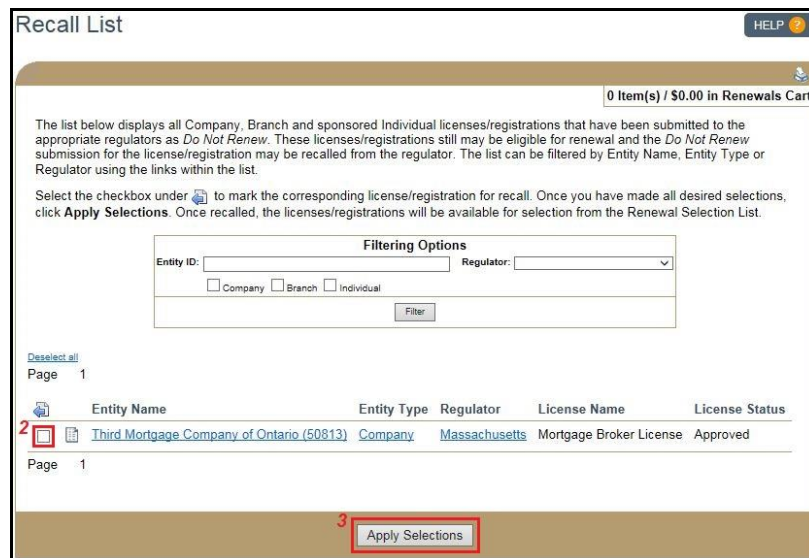 Recall List
HELP ?
0 Item(s) / $0.00 in Renewals Cart
The list below displays all Company, Branch and sponsored Individual licenses/registrations that have been submitted to the
appropriate regulators as Do Not Renew. These licenses/registrations still may be eligible for renewal and the Do Not Renew
submission for the license/registration may be recalled from the regulator. The list can be filtered by Entity Name, Entity Type or
Regulator using the links within the list.
Select the checkbox under to mark the corresponding license/registration for recall. Once you have made all desired selections,
click Apply Selections. Once recalled, the licenses/registrations will be available for selection from the Renewal Selection List.
Filtering Options
Entity ID: Regulator:
Company Branch Individual
Filter
Deselect all
Page 1
Entity Name Entity Type Regulator License Name License Status
2 Third Mortgage Company of Ontario (50813) Company Massachusetts Mortgage Broker License Approved
Page 1
3 Apply Selections